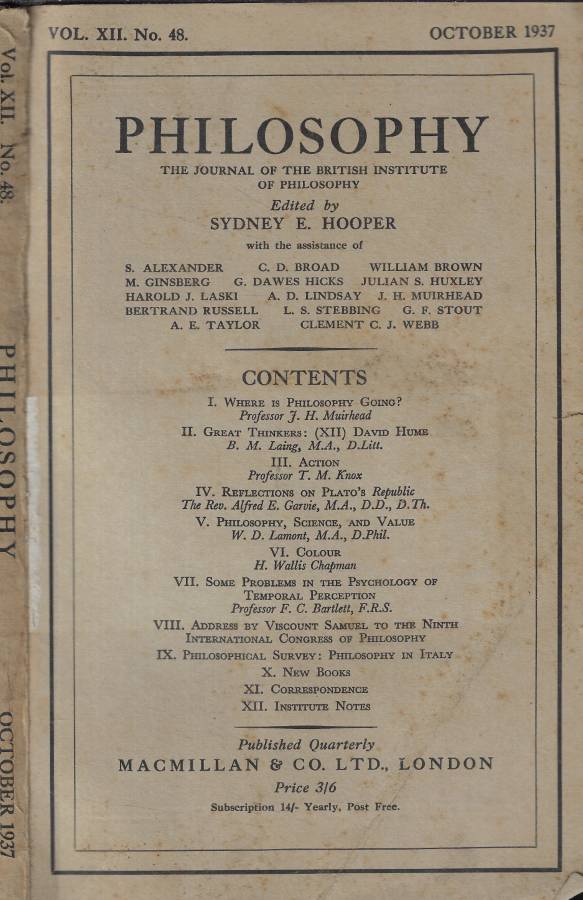 VOL. XII. No. 48.
OCTOBER 1937
PHILOSOPHY
THE JOURNAL OF THE BRITISH INSTITUTE
OF PHILOSOPHY
Edited by
SYDNEY E. HOOPER
with the assistance of
S. ALEXANDER C. D. BROAD WILLIAM BROWN
M. GINSBERG G. DAWES HICKS JULIAN S. HUXLEY
HAROLD J. LASKI A. D. LINDSAY J. H. MUIRHEAD
BERTRAND RUSSELL L. S. STEBBING G. F. STOUT
A. E. TAYLOR CLEMENT C. J. WEBB
CONTENTS
I. WHERE IS PHILOSOPHY GOING?
Professor J. H. Muirhead
II. GREAT THINKERS: (XII) DAVID HUME
B. M. Laing, M.A., D.Litt.
III. ACTION
Professor T. M. Knox
IV. REFLECTIONS ON PLATO'S Republic
The Rev. Alfred E. Garvie, M.A., D.D., D.Th.
V. PHILOSOPHY, SCIENCE, AND VALUE
W. D. Lamont, M.A., D.Phil.
VI. COLOUR
H. Wallis Chapman
VII. SOME PROBLEMS IN THE PSYCHOLOGY OF
TEMPORAL PERCEPTION
Professor F. C. Bartlett, F.R.S.
VIII. ADDRESS BY VISCOUNT SAMUEL TO THE NINTH
INTERNATIONAL CONGRESS OF PHILOSOPHY
IX. PHILOSOPHICAL SURVEY: PHILOSOPHY IN ITALY
X. NEW BOOKS
XI. CORRESPONDENCE
XII. INSTITUTE NOTES
Published Quarterly
MACMILLAN & CO. LTD., LONDON
Price 3/6
Subscription 14/- Yearly, Post Free.
Vol. XII. No. 48.
PHILOSOPHY
OCTOBER 1937